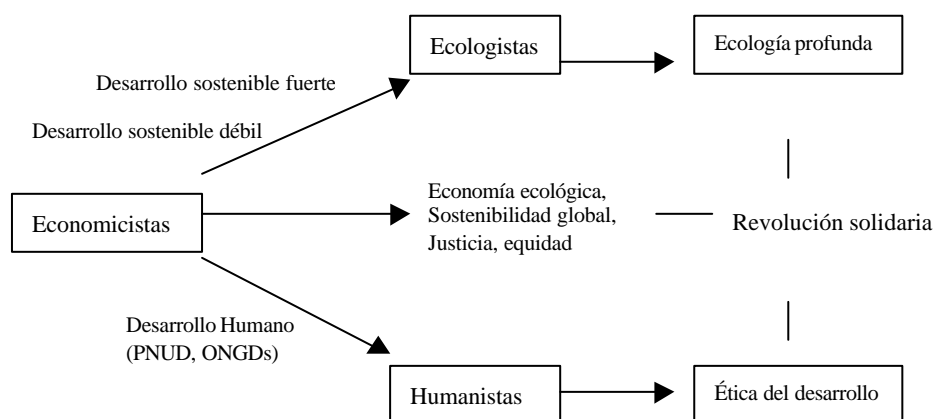 Ecologistas
Ecología profunda
Desarrollo sostenible fuerte
Desarrollo sostenible débil
Economicistas
Economía ecológica,
Sostenibilidad global,
Justicia, equidad
Revolución solidaria
Desarrollo Humano
(PNUD, ONGDs)
Humanistas
Ética del desarrollo